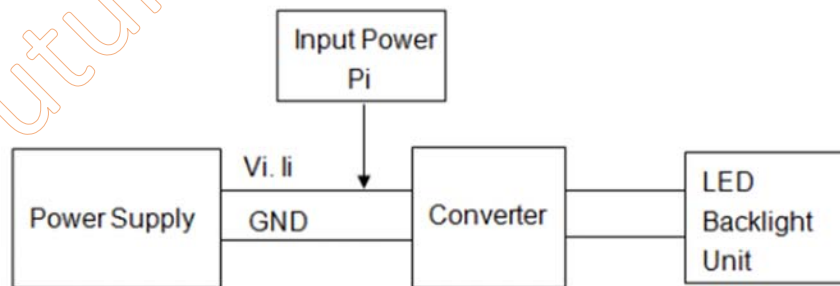 Input Power
Pi
Vi. Ii
Power Supply
GND
Converter
LED
Backlight
Unit